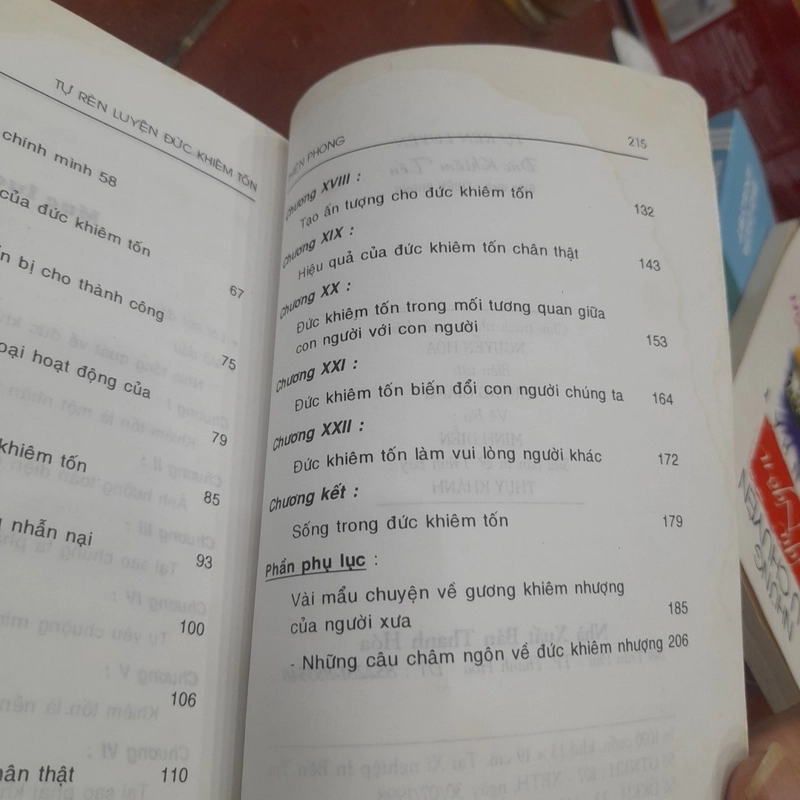 TỰ RÈN LUYỆN ĐỨC KHIÊM TỐN
chính mình 58
của đức khiêm tốn
67
bị cho thành công
75
hoạt động của
79
khiêm tốn
85
nhẫn nại
93
100
106
thật
110
PHONG
215
Chương XVIII :
Tạo ấn tượng cho đức khiêm tốn
132
Chương XIX :
Hiệu quả của đức khiêm tốn chân thật
143
Chương XX :
Đức khiêm tốn trong mối tương quan giữa
con người với con người
153
Chương XXI :
Đức khiêm tốn biến đổi con người chúng ta 164
Chương XXII :
Đức khiêm tốn làm vui lòng người khác
172
Chương kết :
Sống trong đức khiêm tốn
179
Phần phụ lục :
Vài mẩu chuyện về gương khiêm nhượng
của người xưa
185
- Những câu châm ngôn về đức khiêm nhượng 206